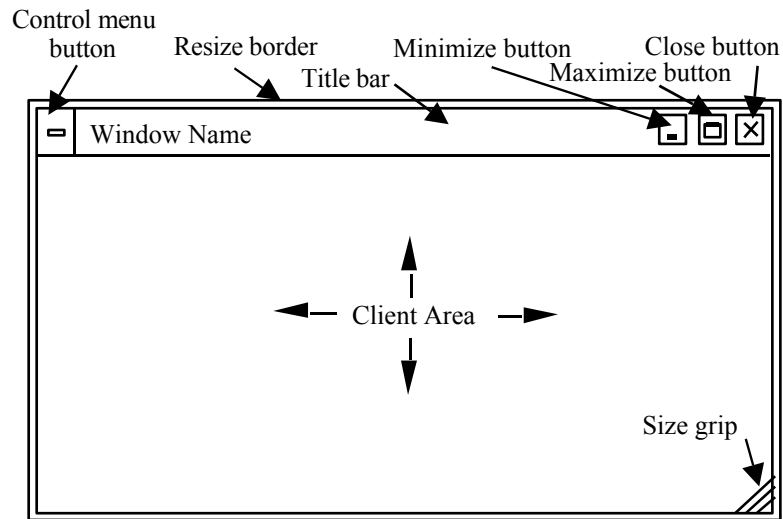 Control menu
button
Resize border
Title bar
Minimize button
Close button
Maximize button
Window Name
Client Area
Size grip